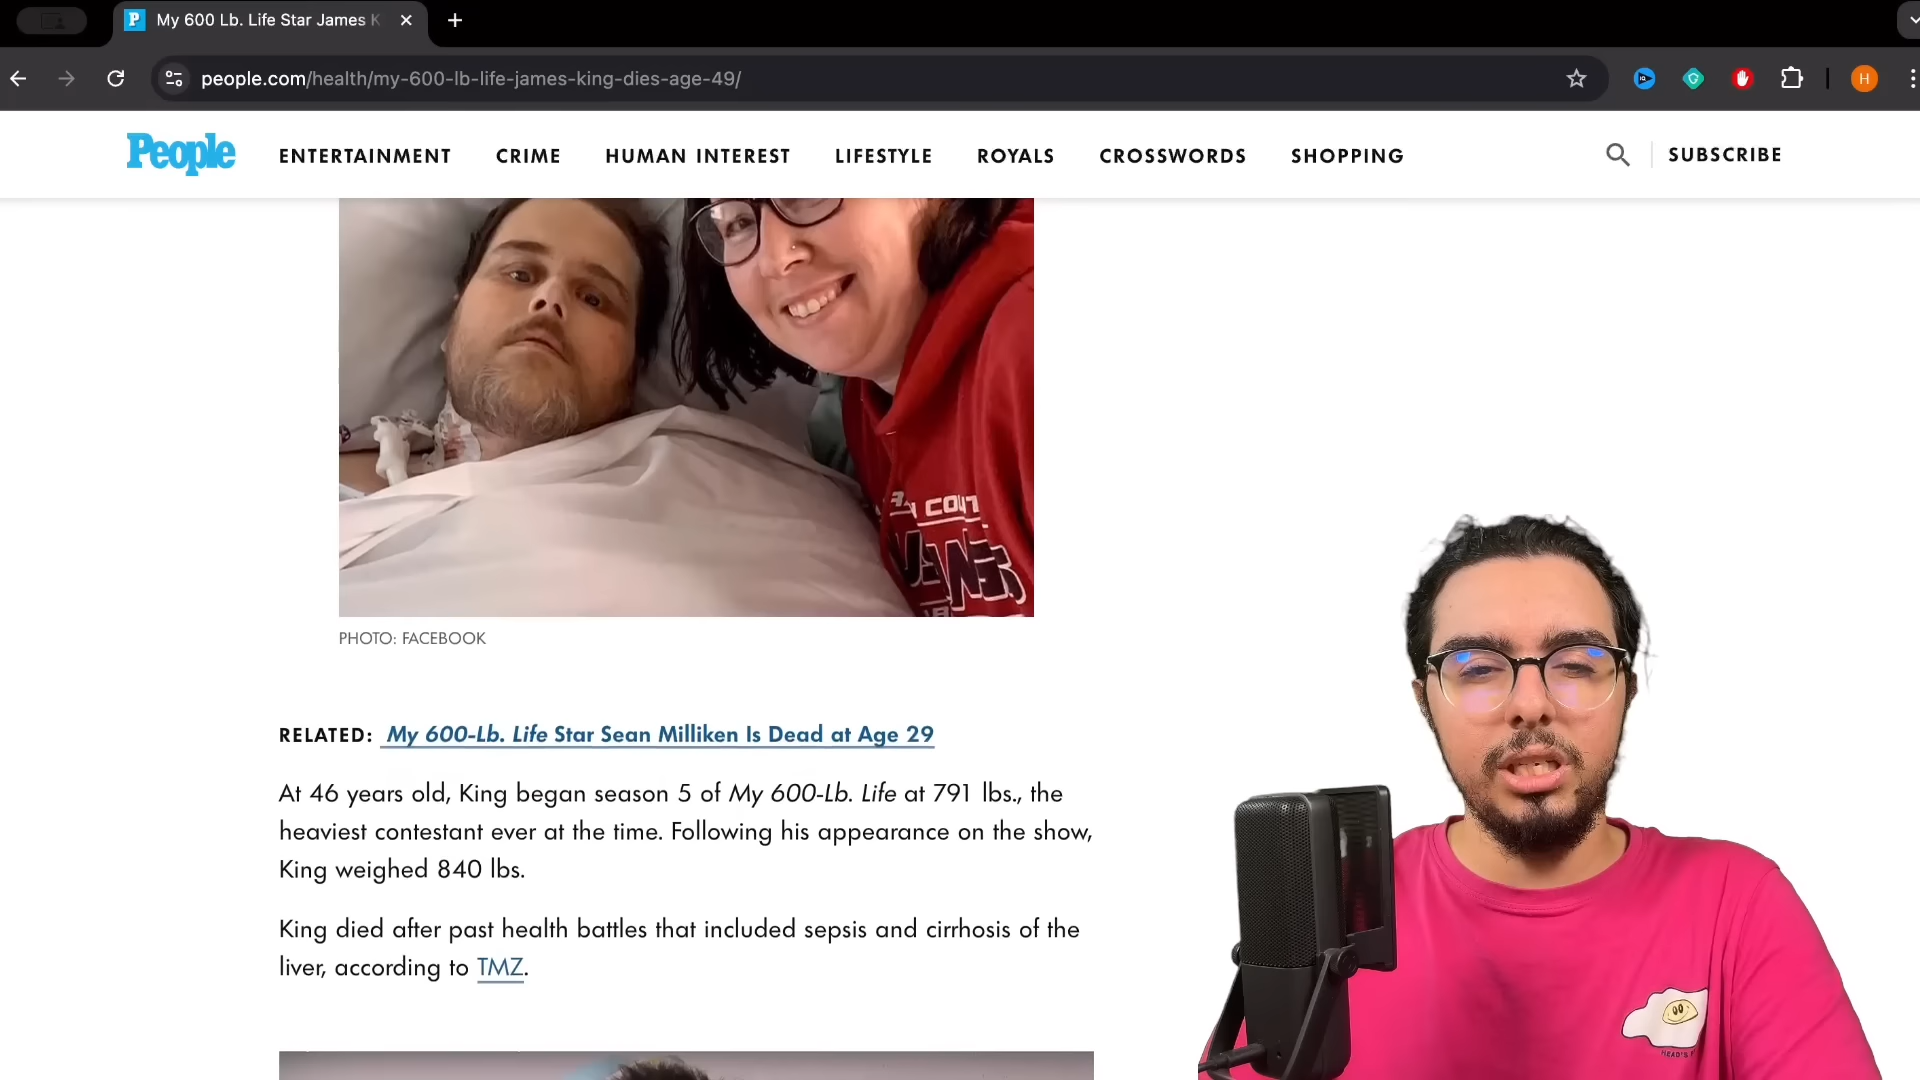 My 600 Lb. Life Star James K
people.com/health/my-600-lb-life-james-king-dies-age-49/
H
People ENTERTAINMENT CRIME HUMAN INTEREST LIFESTYLE ROYALS CROSSWORDS SHOPPING SUBSCRIBE
PHOTO: FACEBOOK
RELATED: My 600-Lb. Life Star Sean Milliken Is Dead at Age 29
At 46 years old, King began season 5 of My 600-Lb. Life at 791 lbs., the
heaviest contestant ever at the time. Following his appearance on the show,
King weighed 840 lbs.
King died after past health battles that included sepsis and cirrhosis of the
liver, according to TMZ.